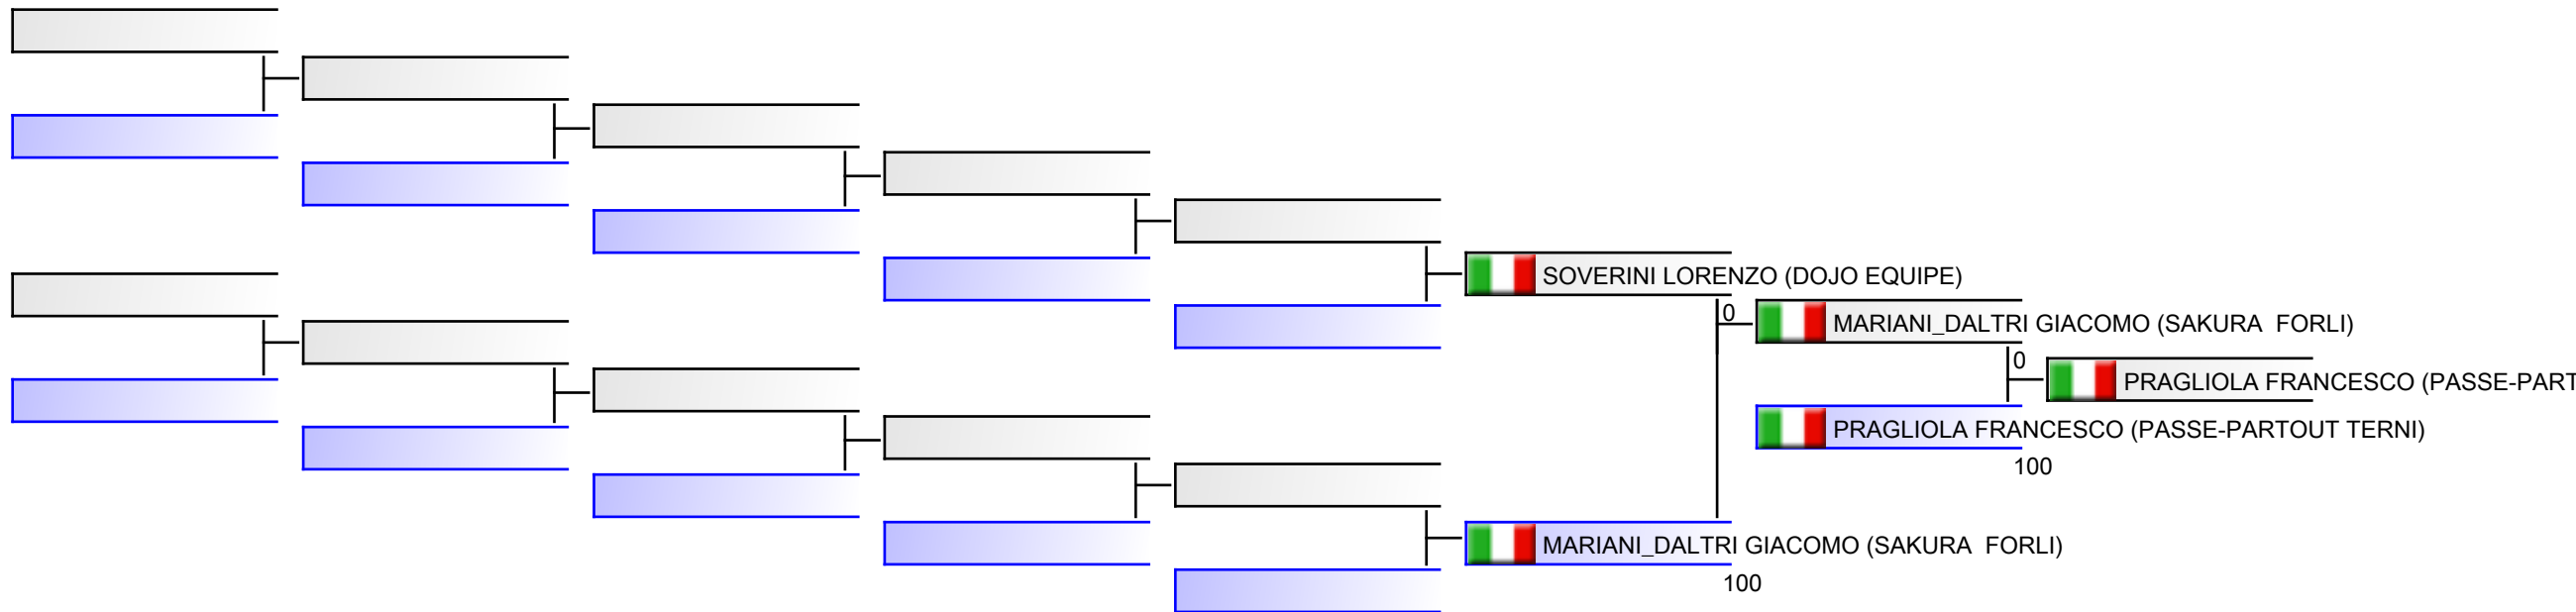 SOVERINI LORENZO (DOJO EQUIPE)
0
MARIANI_DALTRI GIACOMO (SAKURA  FORLI)
0
PRAGLIOLA FRANCESCO (PASSE-PART
PRAGLIOLA FRANCESCO (PASSE-PARTOUT TERNI)
100
MARIANI_DALTRI GIACOMO (SAKURA  FORLI)
100